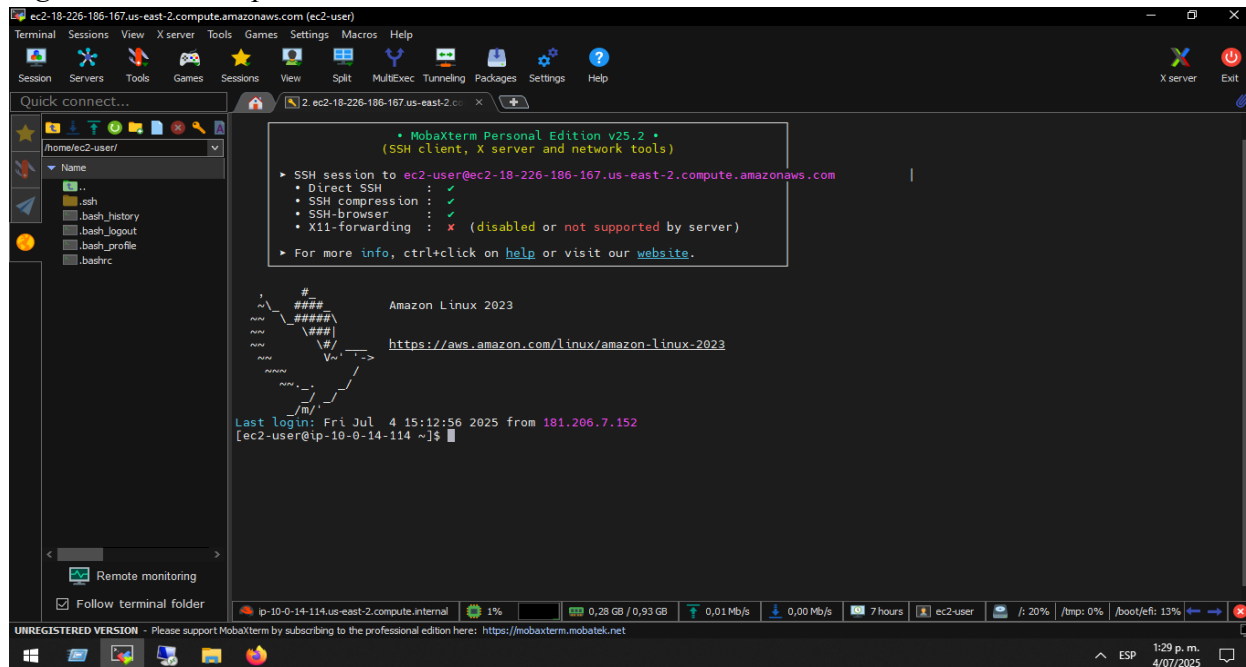 ec2-18-226-186-167.us-east-2.compute.amazonaws.com (ec2-user)
Terminal Sessions View X server Tools Games Settings Macros Help
Session Servers Tools Games Sessions View Split MultiExec Tunneling Packages Settings Help X server Exit
Quick connect...
2. ec2-18-226-186-167.us-east-2.co
/home/ec2-user/
Name
..
.ssh
.bash_history
.bash_logout
.bash_profile
.bashrc
• MobaXterm Personal Edition v25.2 •
(SSH client, X server and network tools)
► SSH session to ec2-user@ec2-18-226-186-167.us-east-2.compute.amazonaws.com
• Direct SSH : ✔
• SSH compression : ✔
• SSH-browser : ✔
• X11-forwarding : ✘ (disabled or not supported by server)
► For more info, ctrl+click on help or visit our website.
, #_
~\_ ####_ Amazon Linux 2023
~~ \_#####\
~~ \###|
~~ \#/ ___ https://aws.amazon.com/linux/amazon-linux-2023
~~ V~' '->
~~~ /
~~._. _/
_/ _/
_/m/'
Last login: Fri Jul 4 15:12:56 2025 from 181.206.7.152
[ec2-user@ip-10-0-14-114 ~]$
Remote monitoring
Follow terminal folder
ip-10-0-14-114.us-east-2.compute.internal 1% 0,28 GB / 0,93 GB 0,01 Mb/s 0,00 Mb/s 7 hours ec2-user /: 20% /tmp: 0% /boot/efi: 13%
UNREGISTERED VERSION - Please support MobaXterm by subscribing to the professional edition here: https://mobaxterm.mobatek.net
ESP
1:29 p. m.
4/07/2025